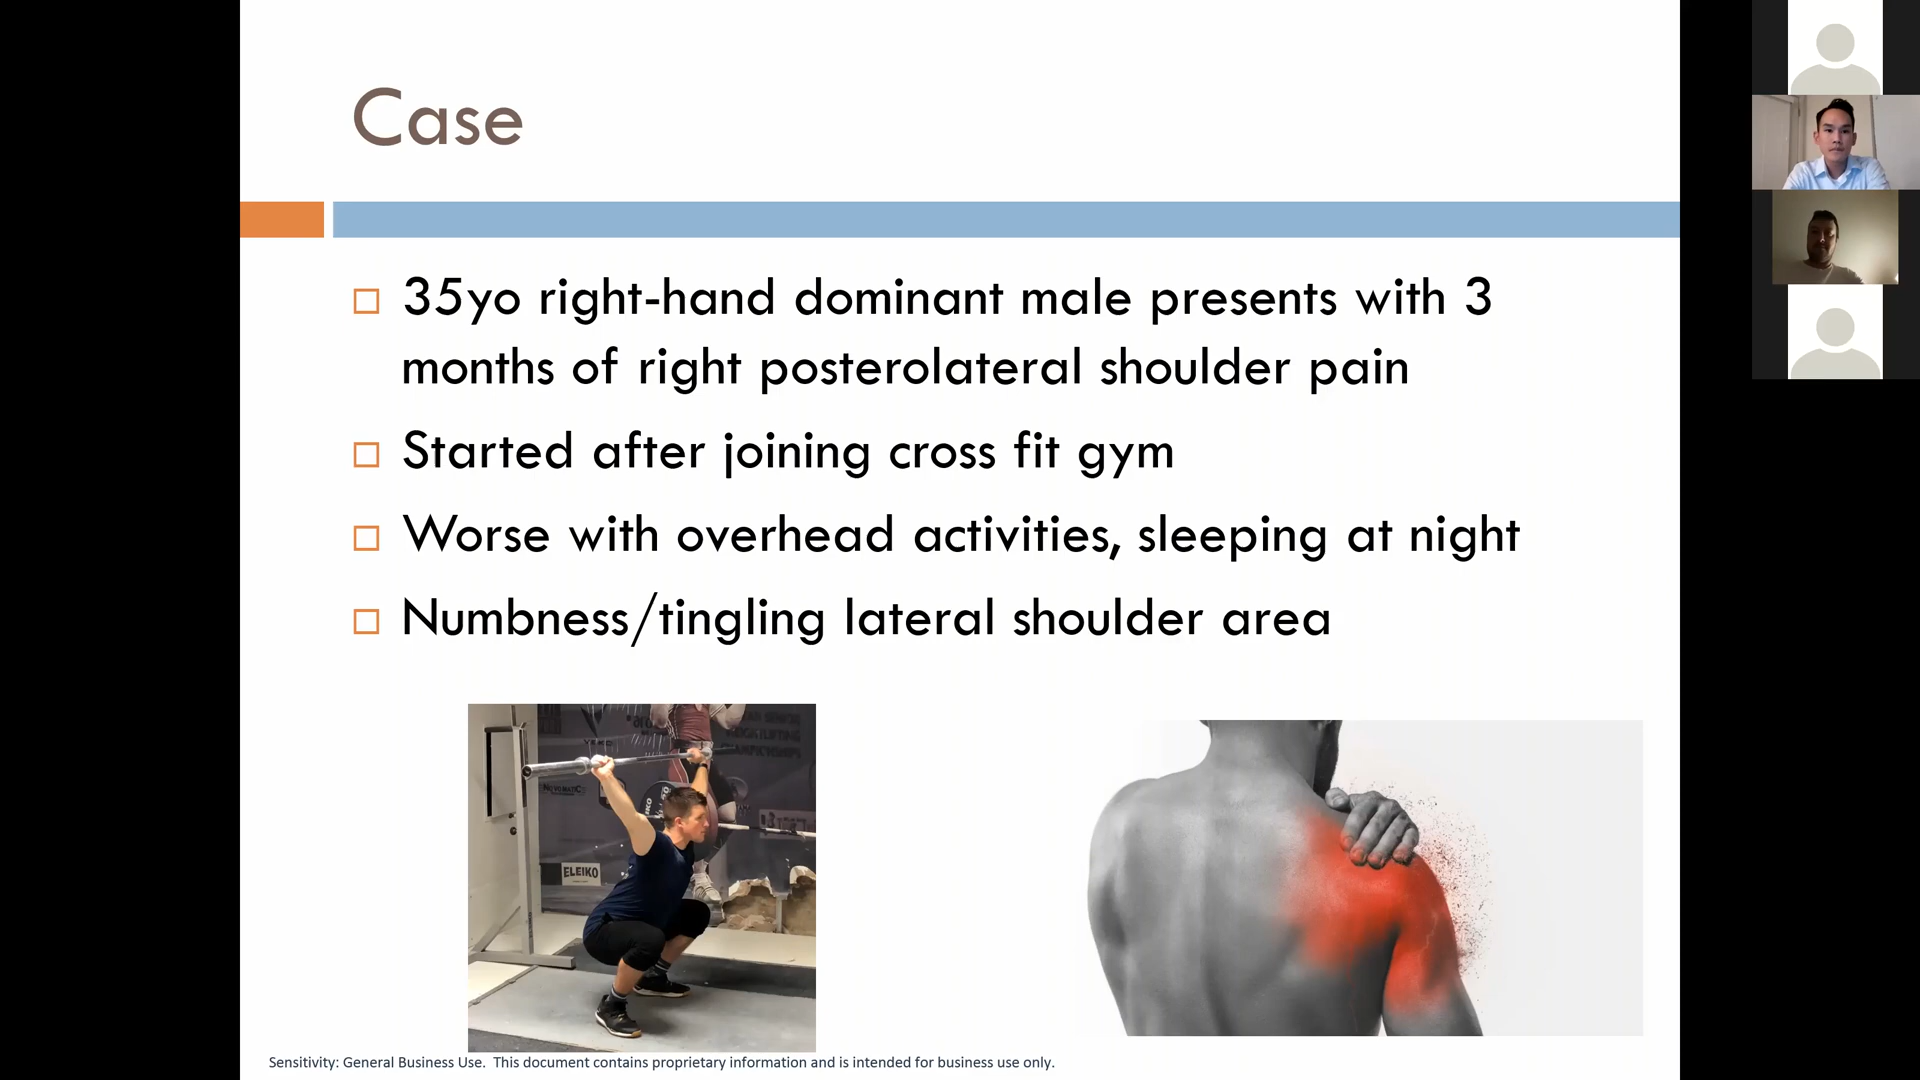 Case
35yo right-hand dominant male presents with 3
months of right posterolateral shoulder pain
Started after joining cross fit gym
Worse with overhead activities, sleeping at night
Numbness/tingling lateral shoulder area
ELEIKO
Sensitivity: General Business Use. This document contains proprietary information and is intended for business use only.